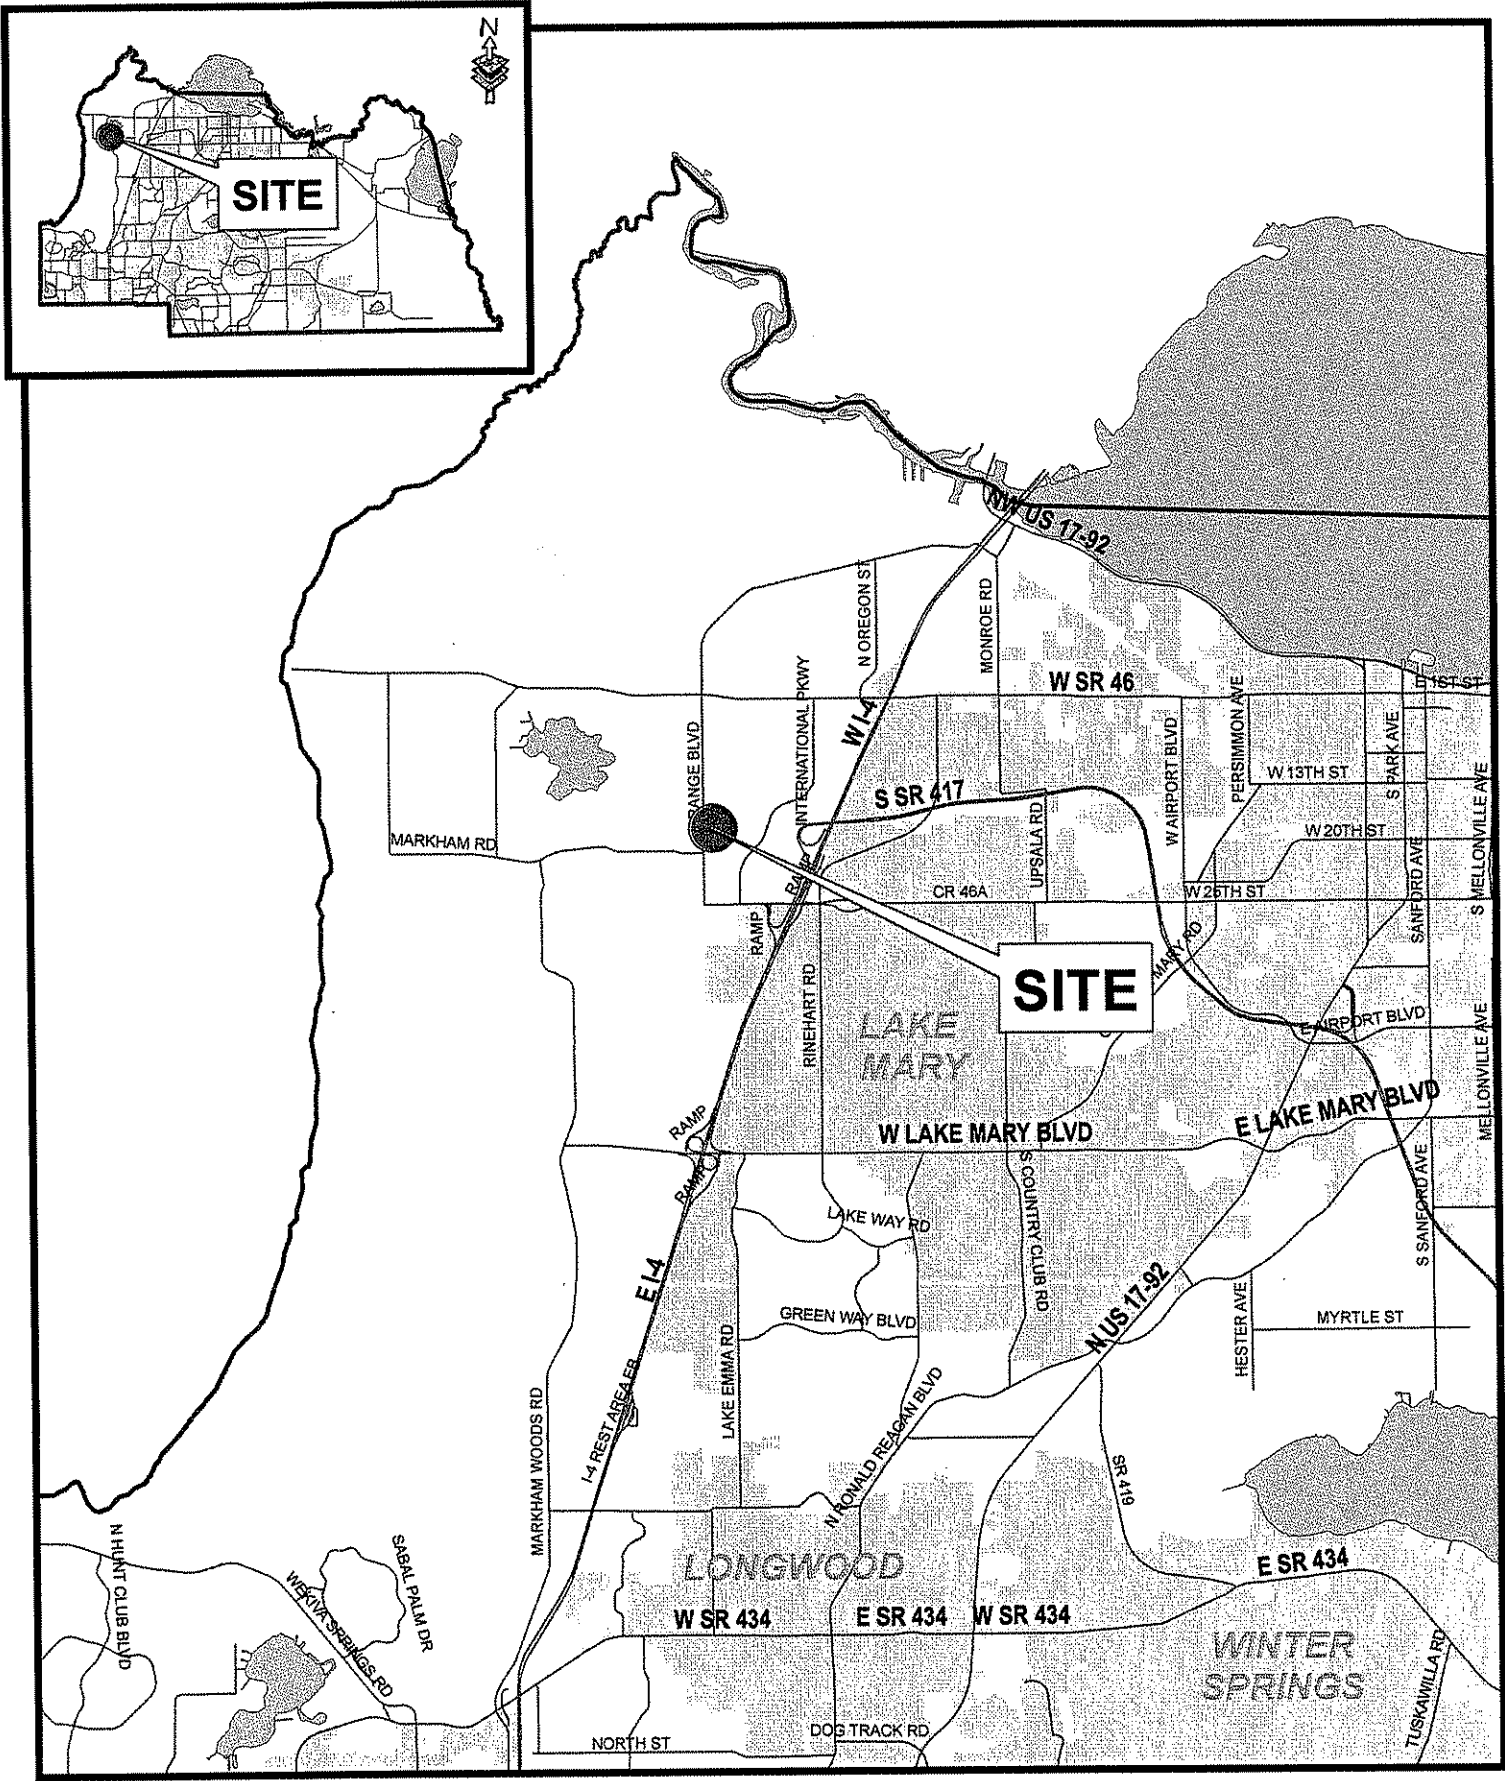 N
SITE
NW US 17-92
N OREGON ST
MONROE RD
W SR 46
E 1ST ST
INTERNATIONAL PKWY
W I-4
W AIRPORT BLVD
PERSIMMON AVE
S PARK AVE
S MELLONVILLE AVE
W 13TH ST
S SR 417
UPSALA RD
W 20TH ST
MARKHAM RD
RAMP
CR 46A
W 25TH ST
SANFORD AVE
RAMP
RINEHART RD
MARY RD
SITE
LAKE
MARY
E AIRPORT BLVD
MELLONVILLE AVE
RAMP
W LAKE MARY BLVD
E LAKE MARY BLVD
RAMP
S COUNTRY CLUB RD
S SANFORD AVE
LAKE WAY RD
E I-4
N US 17-92
GREEN WAY BLVD
HESTER AVE
MYRTLE ST
LAKE EMMA RD
I-4 REST AREA EB
MARKHAM WOODS RD
N RONALD REAGAN BLVD
SR 419
N HUNT CLUB BLVD
SABAL PALM DR
WEKIVA SPRINGS RD
LONGWOOD
E SR 434
W SR 434
E SR 434
W SR 434
WINTER
SPRINGS
TUSKAWILLA RD
NORTH ST
DOG TRACK RD